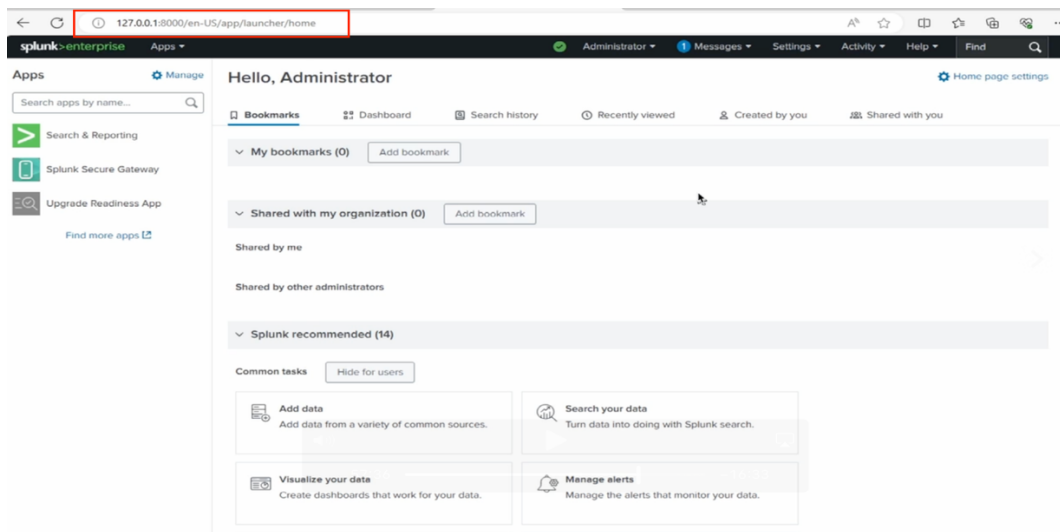 127.0.0.1:8000/en-US/app/launcher/home
splunk>enterprise Apps Administrator 1 Messages Settings Activity Help Find
Apps Manage
Search apps by name...
Search & Reporting
Splunk Secure Gateway
Upgrade Readiness App
Find more apps
Hello, Administrator Home page settings
Bookmarks Dashboard Search history Recently viewed Created by you Shared with you
My bookmarks (0) Add bookmark
Shared with my organization (0) Add bookmark
Shared by me
Shared by other administrators
Splunk recommended (14)
Common tasks Hide for users
Add data
Add data from a variety of common sources.
Search your data
Turn data into doing with Splunk search.
Visualize your data
Create dashboards that work for your data.
Manage alerts
Manage the alerts that monitor your data.